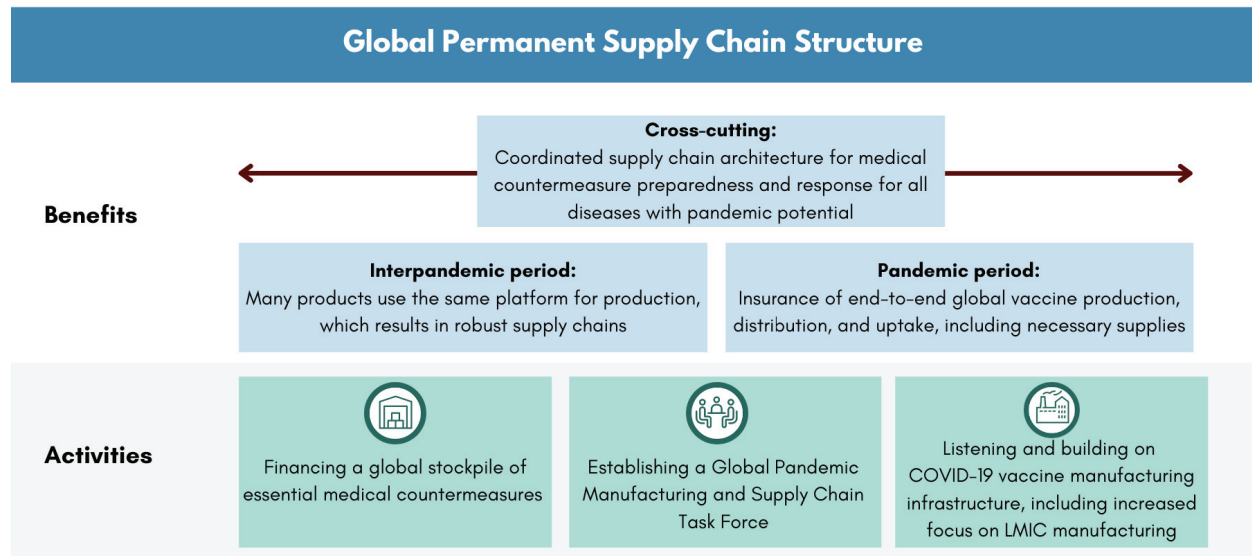 Global Permanent Supply Chain Structure
Benefits
Cross-cutting:
Coordinated supply chain architecture for medical
countermeasure preparedness and response for all
diseases with pandemic potential
Interpandemic period:
Many products use the same platform for production,
which results in robust supply chains
Pandemic period:
Insurance of end-to-end global vaccine production,
distribution, and uptake, including necessary supplies
Activities
Financing a global stockpile of
essential medical countermeasures
Establishing a Global Pandemic
Manufacturing and Supply Chain
Task Force
Listening and building on
COVID-19 vaccine manufacturing
infrastructure, including increased
focus on LMIC manufacturing